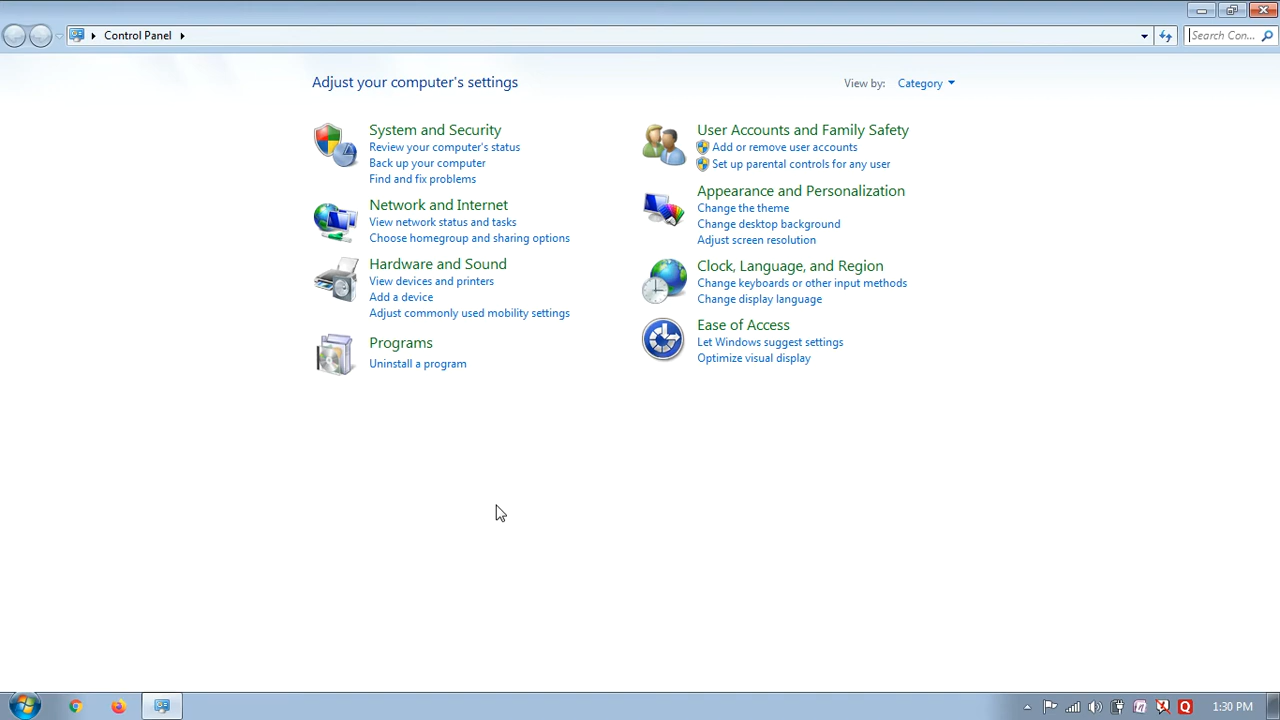 Control Panel
Search Con...
Adjust your computer's settings
View by: Category
System and Security
Review your computer's status
Back up your computer
Find and fix problems
Network and Internet
View network status and tasks
Choose homegroup and sharing options
Hardware and Sound
View devices and printers
Add a device
Adjust commonly used mobility settings
Programs
Uninstall a program
User Accounts and Family Safety
Add or remove user accounts
Set up parental controls for any user
Appearance and Personalization
Change the theme
Change desktop background
Adjust screen resolution
Clock, Language, and Region
Change keyboards or other input methods
Change display language
Ease of Access
Let Windows suggest settings
Optimize visual display
1:30 PM